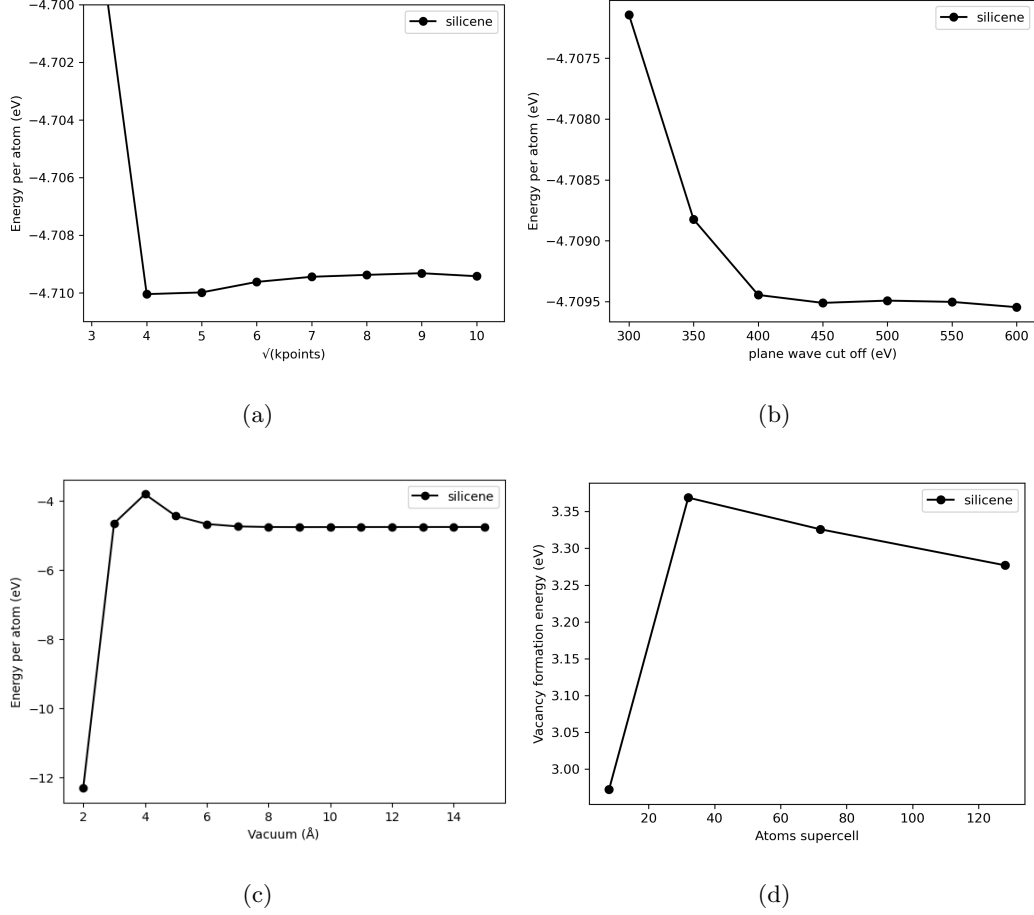 −4.700
−4.702
−4.704
−4.706
−4.708
−4.710
Energy per atom (eV)
silicene
3 4 5 6 7 8 9 10
√(kpoints)
(a)
−4.7075
−4.7080
−4.7085
−4.7090
−4.7095
Energy per atom (eV)
silicene
300 350 400 450 500 550 600
plane wave cut off (eV)
(b)
−4
−6
−8
−10
−12
Energy per atom (eV)
silicene
2 4 6 8 10 12 14
Vacuum (Å)
(c)
3.35
3.30
3.25
3.20
3.15
3.10
3.05
3.00
Vacancy formation energy (eV)
silicene
20 40 60 80 100 120
Atoms supercell
(d)